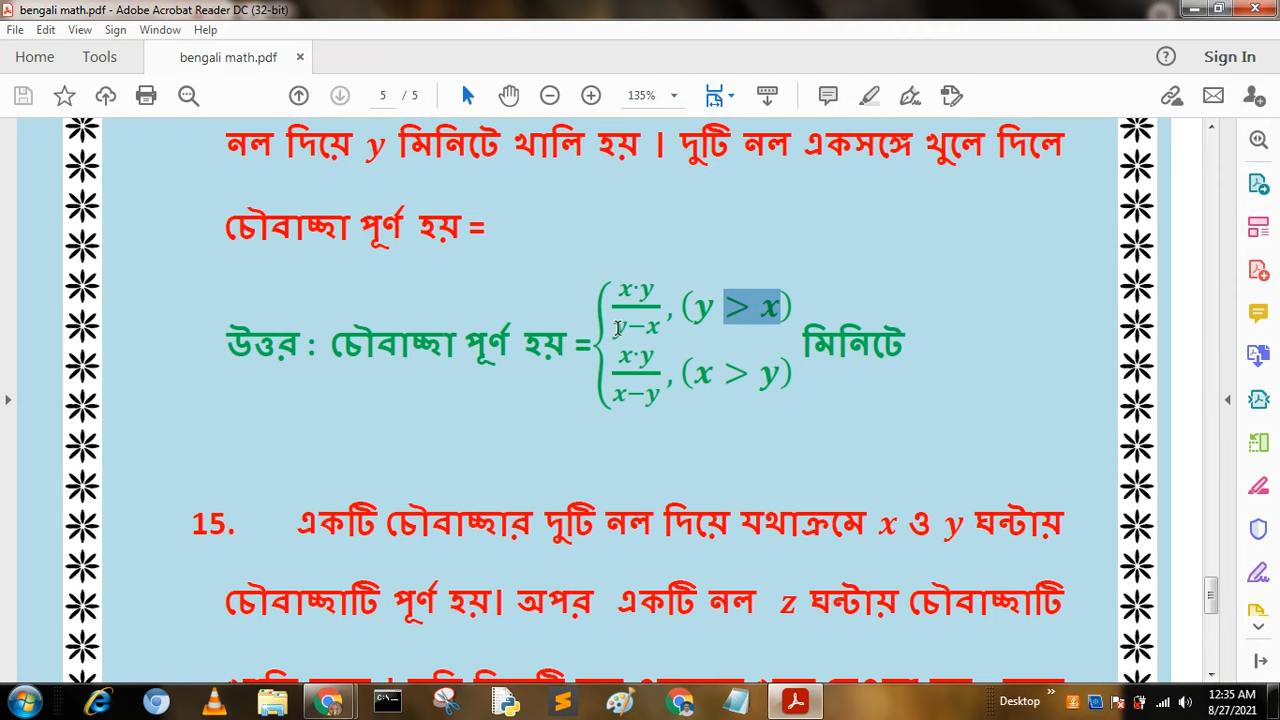 bengali math.pdf - Adobe Acrobat Reader DC (32-bit)
File Edit View Sign Window Help
Home Tools bengali math.pdf × Sign In
5 / 5 135%
নল দিয়ে y মিনিটে খালি হয় । দুটি নল একসঙ্গে খুলে দিলে
চৌবাচ্ছা পূর্ণ হয় =
উত্তর : চৌবাচ্ছা পূর্ণ হয় = { x·y / y−x , (y > x) মিনিটে
x·y / x−y , (x > y)
15. একটি চৌবাচ্ছার দুটি নল দিয়ে যথাক্রমে x ও y ঘন্টায়
চৌবাচ্ছাটি পূর্ণ হয়। অপর একটি নল z ঘন্টায় চৌবাচ্ছাটি
Desktop » 12:35 AM
8/27/2021